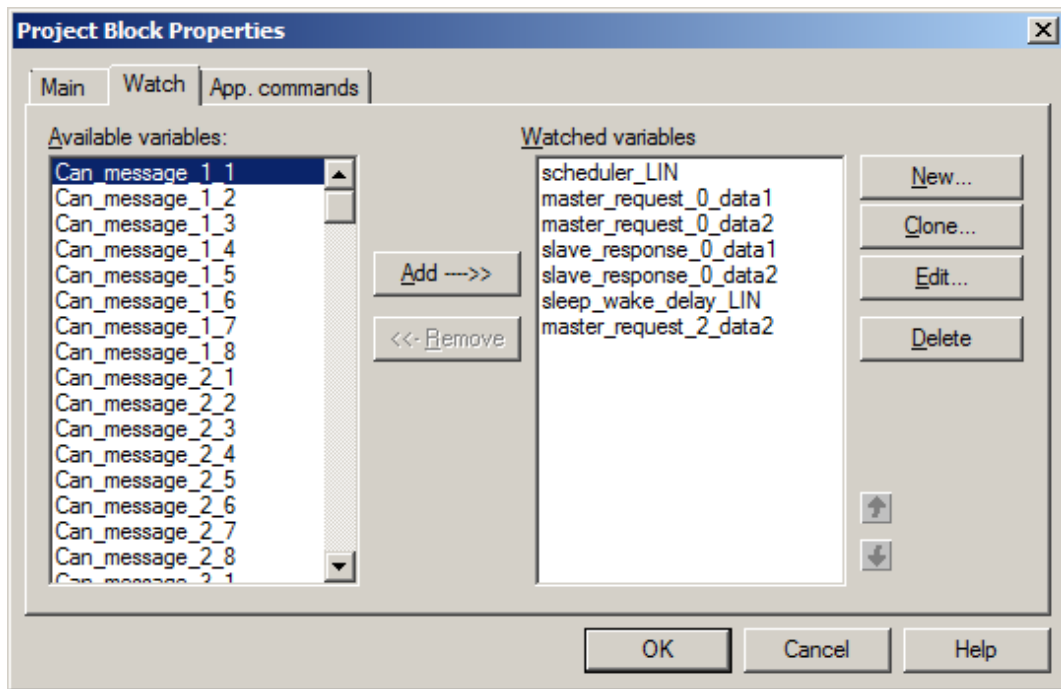 Project Block Properties
Main
Watch
App. commands
Available variables:
Can_message_1_1
Can_message_1_2
Can_message_1_3
Can_message_1_4
Can_message_1_5
Can_message_1_6
Can_message_1_7
Can_message_1_8
Can_message_2_1
Can_message_2_2
Can_message_2_3
Can_message_2_4
Can_message_2_5
Can_message_2_6
Can_message_2_7
Can_message_2_8
Can_message_3_1
Add ---->>
<<- Remove
Watched variables
scheduler_LIN
master_request_0_data1
master_request_0_data2
slave_response_0_data1
slave_response_0_data2
sleep_wake_delay_LIN
master_request_2_data2
New...
Clone...
Edit...
Delete
OK
Cancel
Help